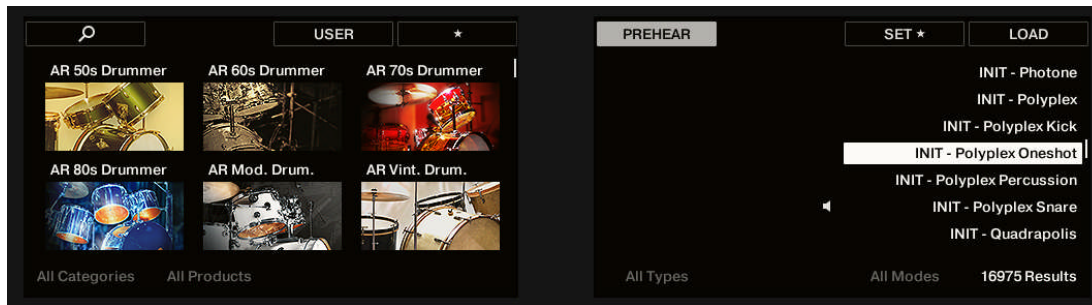 USER
★
AR 50s Drummer
AR 60s Drummer
AR 70s Drummer
AR 80s Drummer
AR Mod. Drum.
AR Vint. Drum.
All Categories
All Products
PREHEAR
SET ★
LOAD
INIT - Photone
INIT - Polyplex
INIT - Polyplex Kick
INIT - Polyplex Oneshot
INIT - Polyplex Percussion
INIT - Polyplex Snare
INIT - Quadrapolis
All Types
All Modes
16975 Results